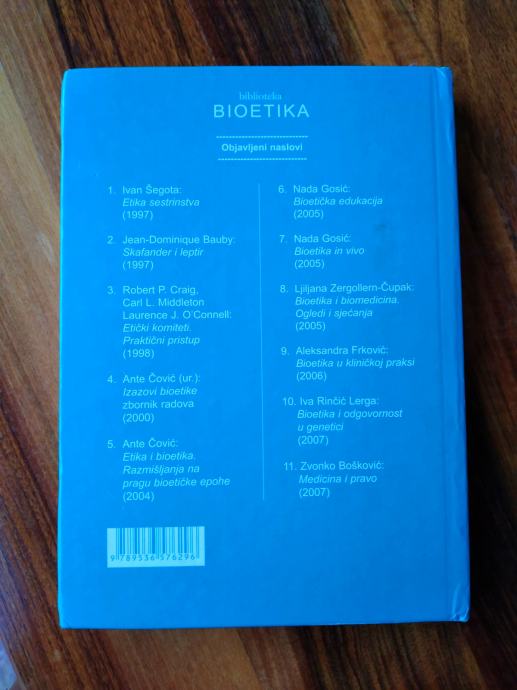 biblioteka
BIOETIKA
Objavljeni naslovi
1. Ivan Šegota:
Etika sestrinstva
(1997)
2. Jean-Dominique Bauby:
Skafander i leptir
(1997)
3. Robert P. Craig,
Carl L. Middleton
Laurence J. O'Connell:
Etički komiteti.
Praktični pristup
(1998)
4. Ante Čović (ur.):
Izazovi bioetike
zbornik radova
(2000)
5. Ante Čović:
Etika i bioetika.
Razmišljanja na
pragu bioetičke epohe
(2004)
6. Nada Gosić:
Bioetička edukacija
(2005)
7. Nada Gosić:
Bioetika in vivo
(2005)
8. Ljiljana Zergollern-Čupak:
Bioetika i biomedicina.
Ogledi i sjećanja
(2005)
9. Aleksandra Frković:
Bioetika u kliničkoj praksi
(2006)
10. Iva Rinčić Lerga:
Bioetika i odgovornost
u genetici
(2007)
11. Zvonko Bošković:
Medicina i pravo
(2007)
9 789536 576296